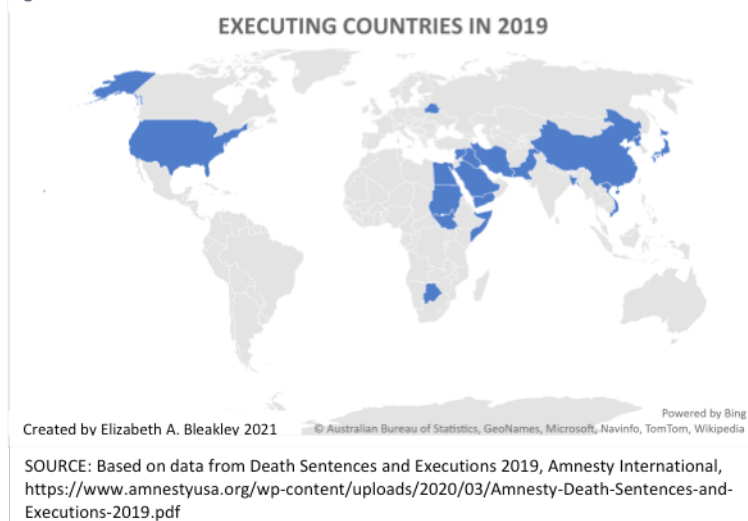 EXECUTING COUNTRIES IN 2019
Powered by Bing
Created by Elizabeth A. Bleakley 2021
© Australian Bureau of Statistics, GeoNames, Microsoft, Navinfo, TomTom, Wikipedia
SOURCE: Based on data from Death Sentences and Executions 2019, Amnesty International,
https://www.amnestyusa.org/wp-content/uploads/2020/03/Amnesty-Death-Sentences-and-
Executions-2019.pdf